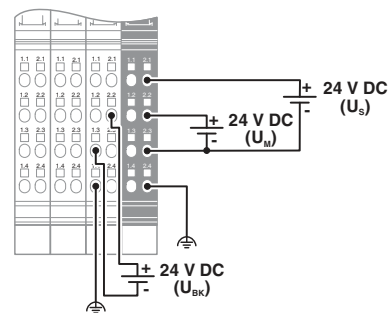 1.1 2.1 1.1 2.1 1.1 2.1 1.1 2.1
1.2 2.2 1.2 2.2 1.2 2.2 1.2 2.2
1.3 2.3 1.3 2.3 1.3 2.3 1.3 2.3
1.4 2.4 1.4 2.4 1.4 2.4 1.4 2.4
+ 24 V DC
- (US)
+ 24 V DC
- (UM)
+ 24 V DC
- (UBK)